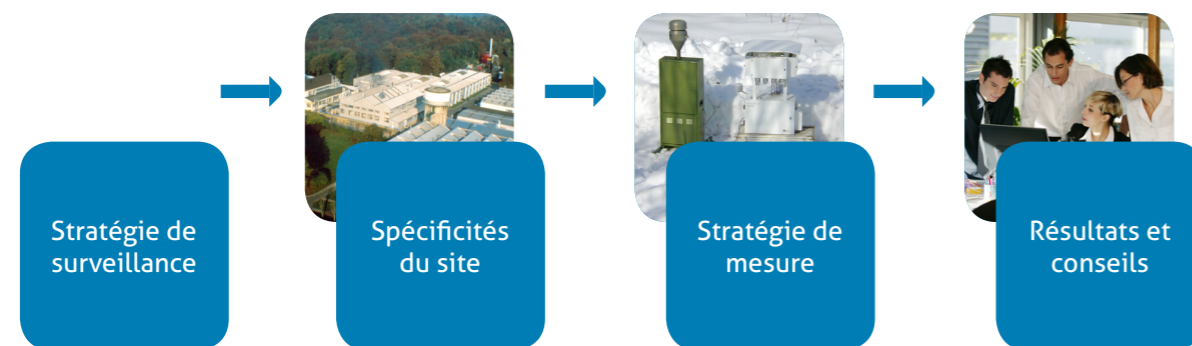 Stratégie de
surveillance
Spécificités
du site
Stratégie de
mesure
Résultats et
conseils